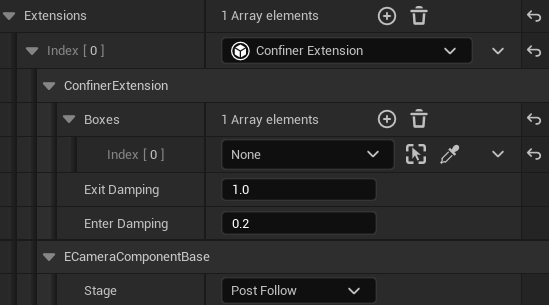 Extensions 1 Array elements
Index [ 0 ] Confiner Extension
ConfinerExtension
Boxes 1 Array elements
Index [ 0 ] None
Exit Damping 1.0
Enter Damping 0.2
ECameraComponentBase
Stage Post Follow